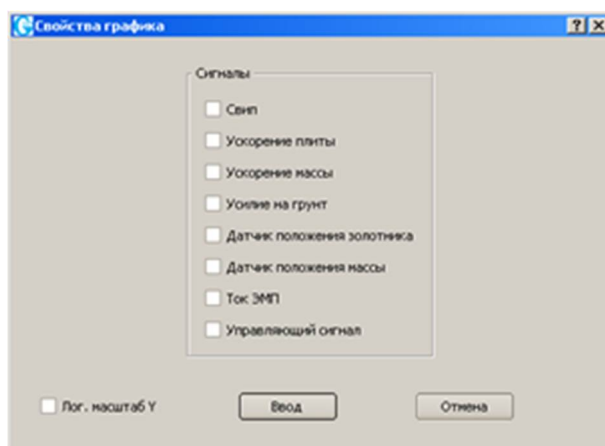 Свойства графика
Сигналы
Свип
Ускорение плиты
Ускорение массы
Усилие на грунт
Датчик положения золотника
Датчик положения массы
Ток ЭМП
Управляющий сигнал
Лог. масштаб Y
Ввод
Отмена